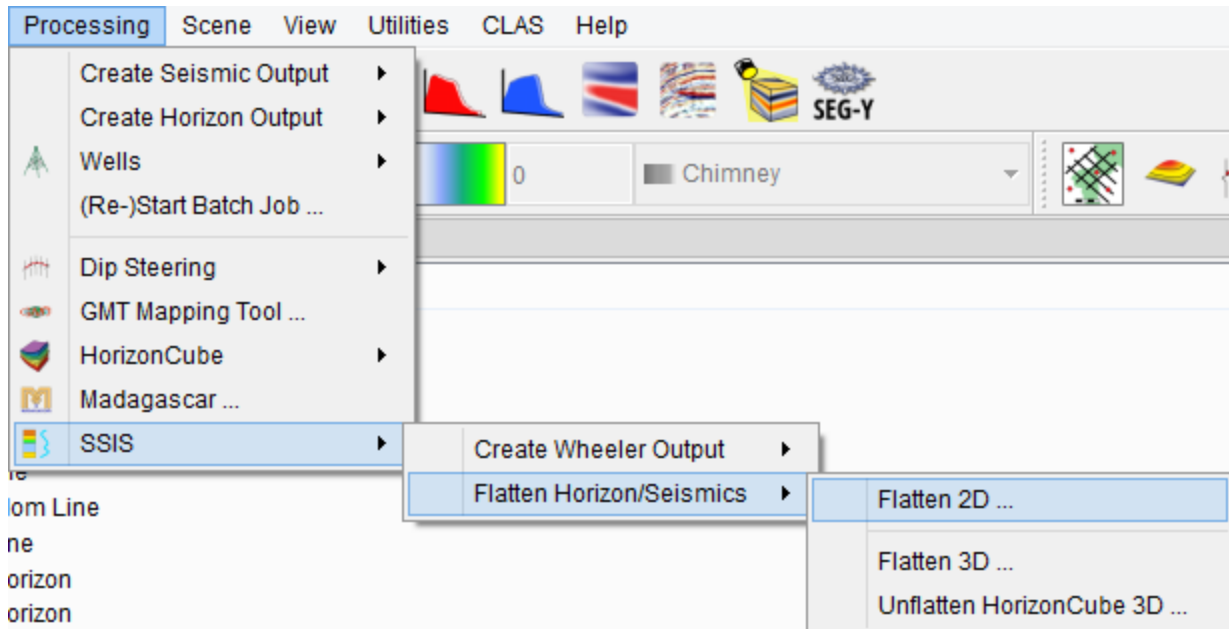 Processing Scene View Utilities CLAS Help
Create Seismic Output
Create Horizon Output
SEG-Y
Wells
0 Chimney
(Re-)Start Batch Job ...
Dip Steering
GMT Mapping Tool ...
HorizonCube
Madagascar ...
SSIS
Create Wheeler Output
Flatten Horizon/Seismics
Flatten 2D ...
Flatten 3D ...
Unflatten HorizonCube 3D ...
om Line
ne
orizon
orizon